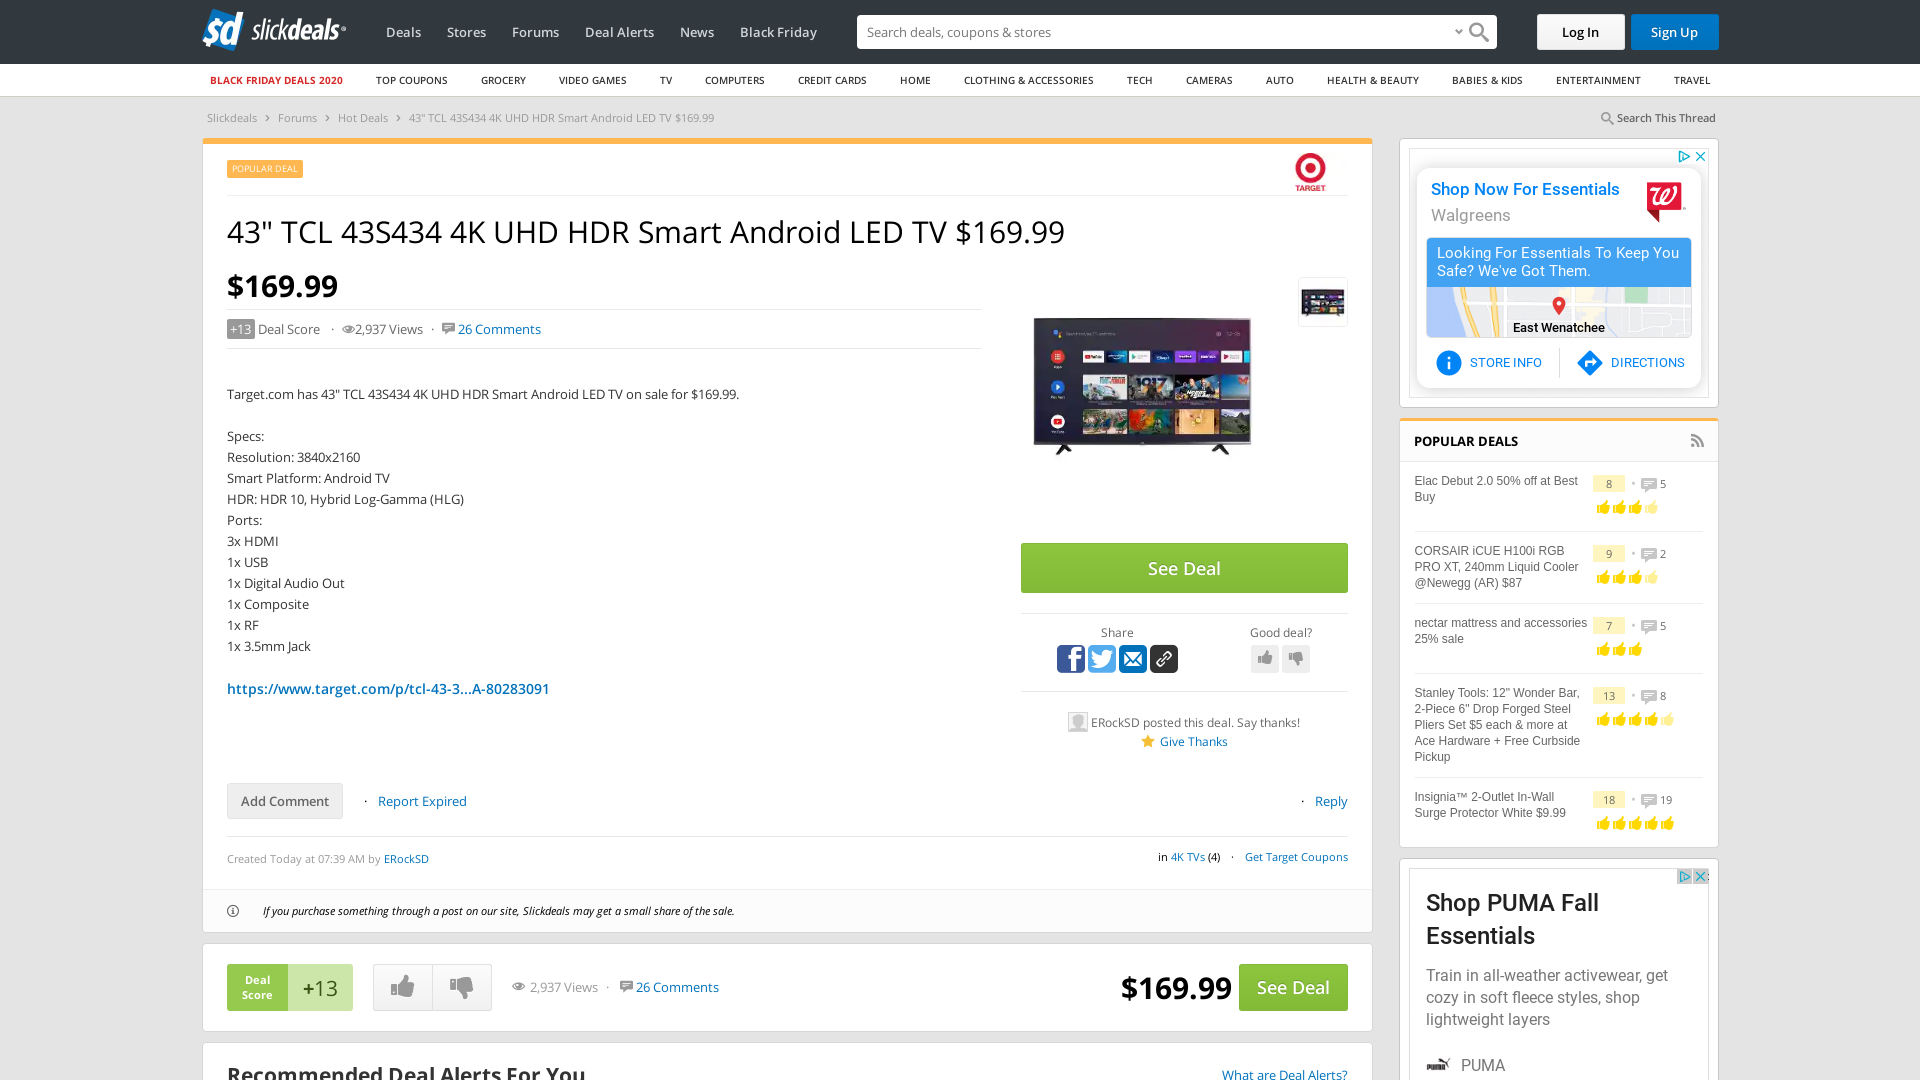 slickdeals
Deals
Stores
Forums
Deal Alerts
News
Black Friday
Search deals, coupons & stores
Log In
Sign Up
BLACK FRIDAY DEALS 2020
TOP COUPONS
GROCERY
VIDEO GAMES
TV
COMPUTERS
CREDIT CARDS
HOME
CLOTHING & ACCESSORIES
TECH
CAMERAS
AUTO
HEALTH & BEAUTY
BABIES & KIDS
ENTERTAINMENT
TRAVEL
Slickdeals > Forums > Hot Deals > 43" TCL 43S434 4K UHD HDR Smart Android LED TV $169.99
Search This Thread
POPULAR DEAL
TARGET
43" TCL 43S434 4K UHD HDR Smart Android LED TV $169.99
$169.99
+13 Deal Score · 2,937 Views · 26 Comments
Target.com has 43" TCL 43S434 4K UHD HDR Smart Android LED TV on sale for $169.99.
Specs:
Resolution: 3840x2160
Smart Platform: Android TV
HDR: HDR 10, Hybrid Log-Gamma (HLG)
Ports:
3x HDMI
1x USB
1x Digital Audio Out
1x Composite
1x RF
1x 3.5mm Jack
https://www.target.com/p/tcl-43-3...A-80283091
See Deal
Share
Good deal?
ERockSD posted this deal. Say thanks!
Give Thanks
Add Comment · Report Expired
· Reply
Created Today at 07:39 AM by ERockSD
in 4K TVs (4) · Get Target Coupons
If you purchase something through a post on our site, Slickdeals may get a small share of the sale.
Deal Score
+13
2,937 Views · 26 Comments
$169.99
See Deal
Recommended Deal Alerts For You
What are Deal Alerts?
Shop Now For Essentials
Walgreens
Looking For Essentials To Keep You
Safe? We've Got Them.
East Wenatchee
STORE INFO
DIRECTIONS
POPULAR DEALS
Elac Debut 2.0 50% off at Best
Buy
8 · 5
CORSAIR iCUE H100i RGB
PRO XT, 240mm Liquid Cooler
@Newegg (AR) $87
9 · 2
nectar mattress and accessories
25% sale
7 · 5
Stanley Tools: 12" Wonder Bar,
2-Piece 6" Drop Forged Steel
Pliers Set $5 each & more at
Ace Hardware + Free Curbside
Pickup
13 · 8
Insignia™ 2-Outlet In-Wall
Surge Protector White $9.99
18 · 19
Shop PUMA Fall
Essentials
Train in all-weather activewear, get
cozy in soft fleece styles, shop
lightweight layers
PUMA